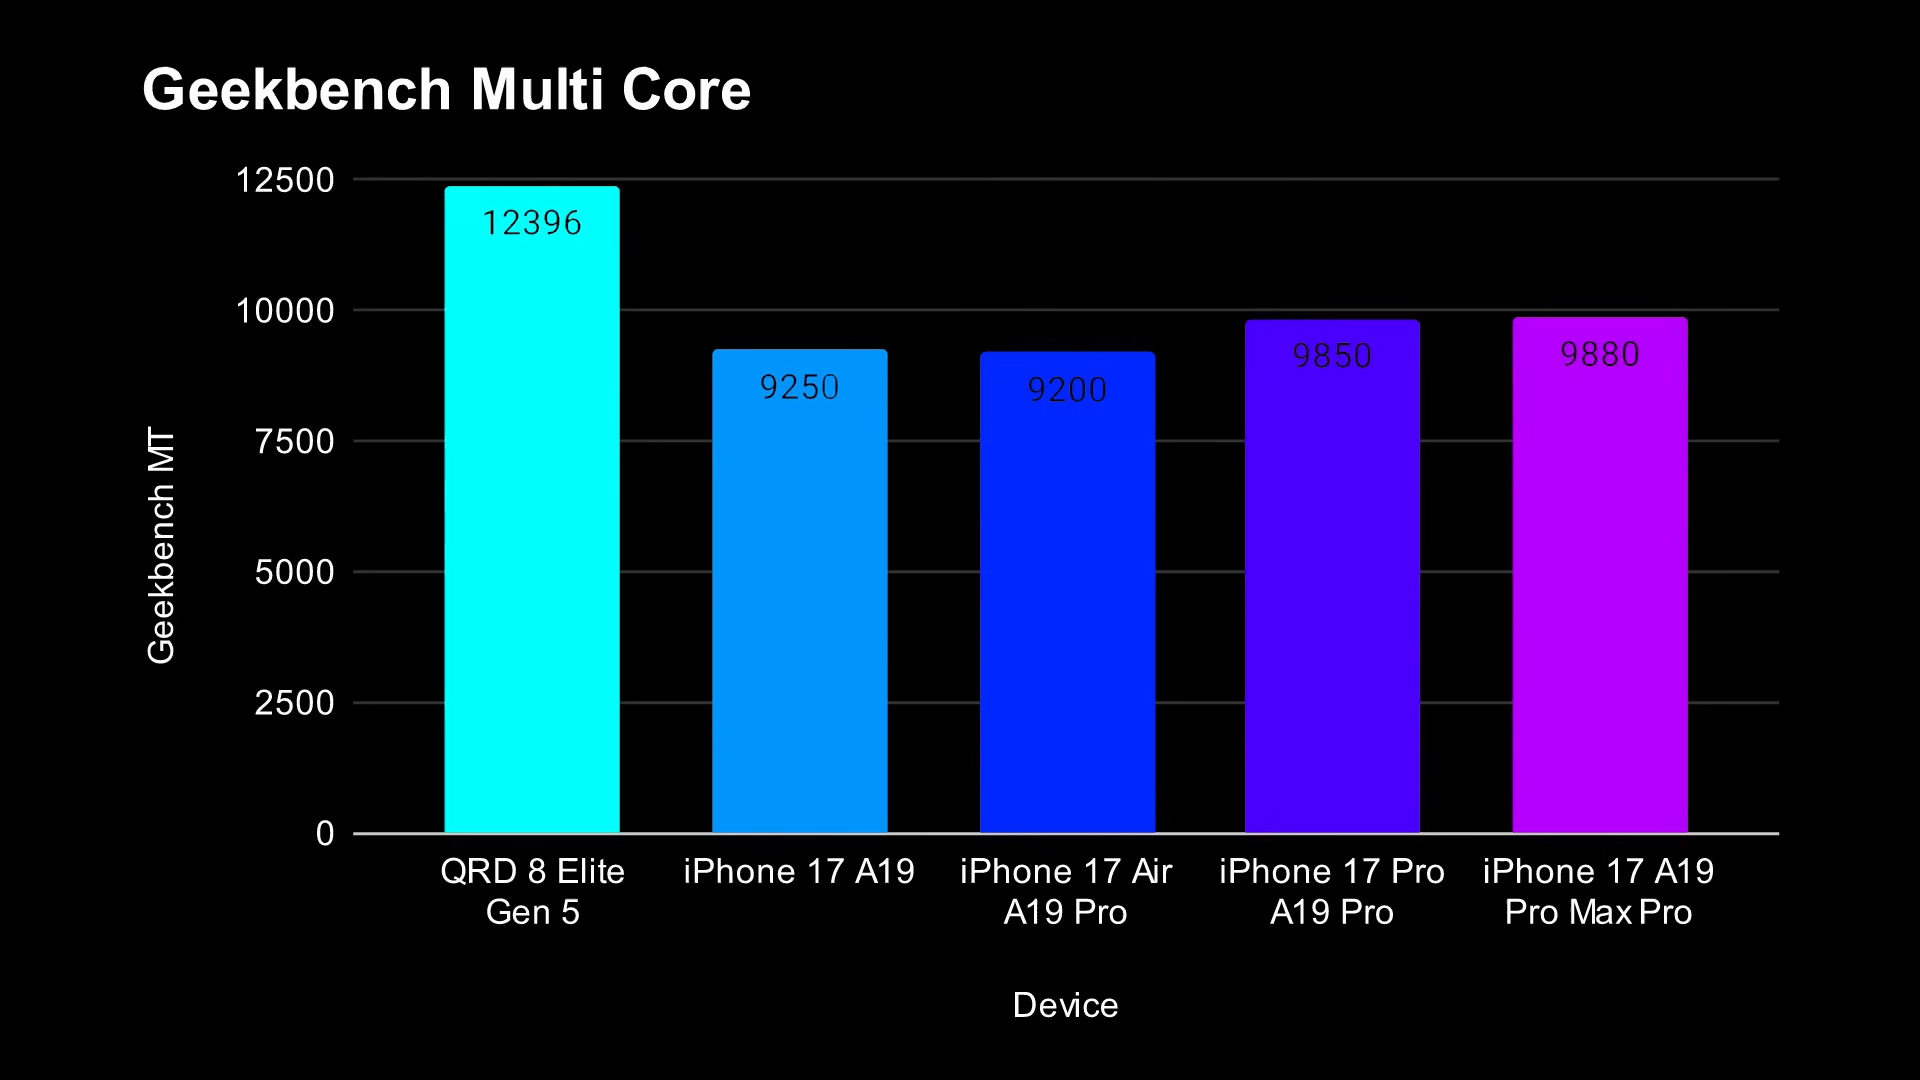 Geekbench Multi Core
12500
10000
7500
5000
2500
0
Geekbench MT
12396
9250
9200
9850
9880
QRD 8 Elite
Gen 5
iPhone 17 A19
iPhone 17 Air
A19 Pro
iPhone 17 Pro
A19 Pro
iPhone 17 A19
Pro Max Pro
Device